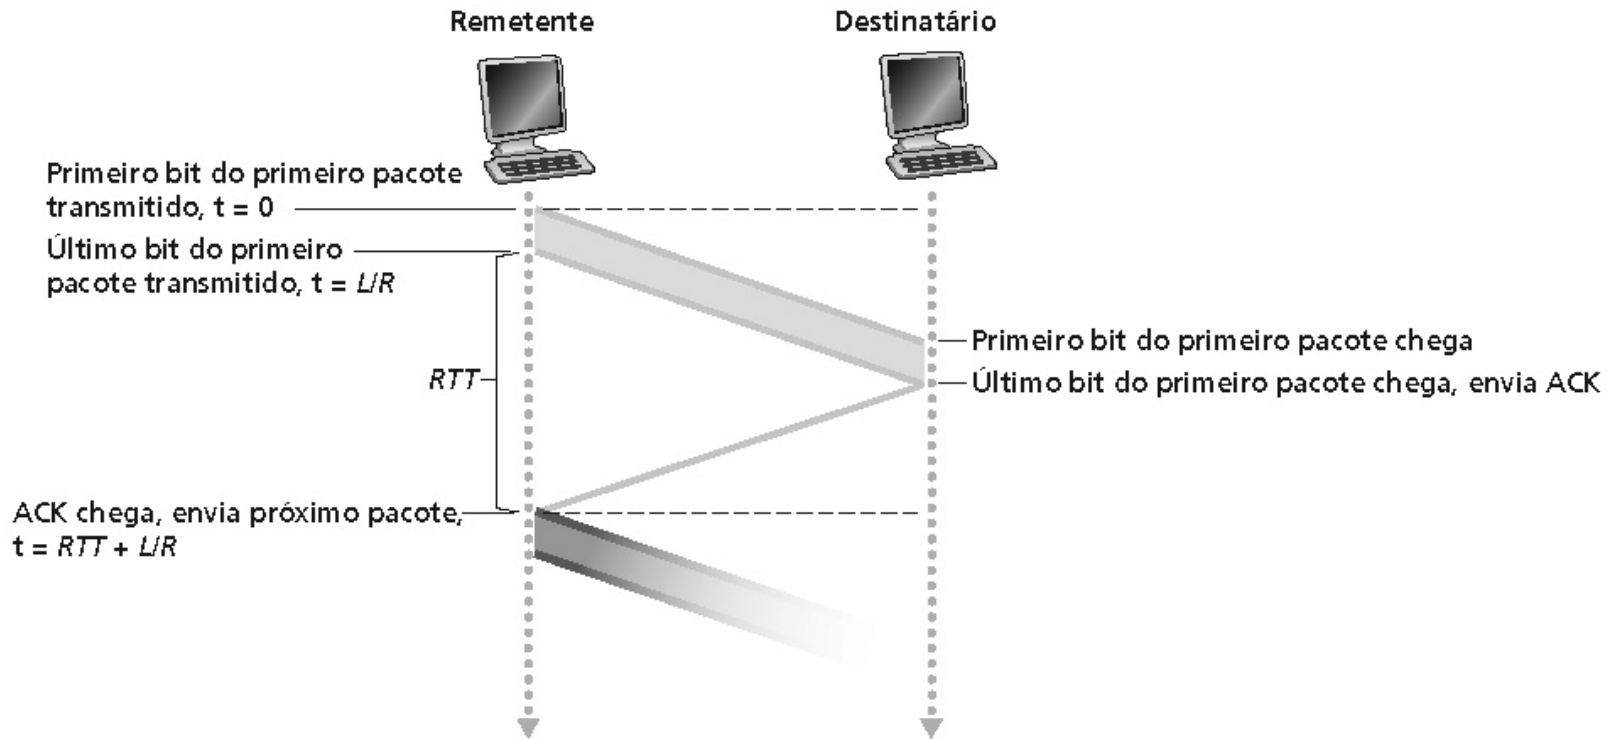 Remetente
Destinatário
Primeiro bit do primeiro pacote
transmitido, t = 0
Último bit do primeiro
pacote transmitido, t = L/R
Primeiro bit do primeiro pacote chega
RTT
Último bit do primeiro pacote chega, envia ACK
ACK chega, envia próximo pacote,
t = RTT + L/R